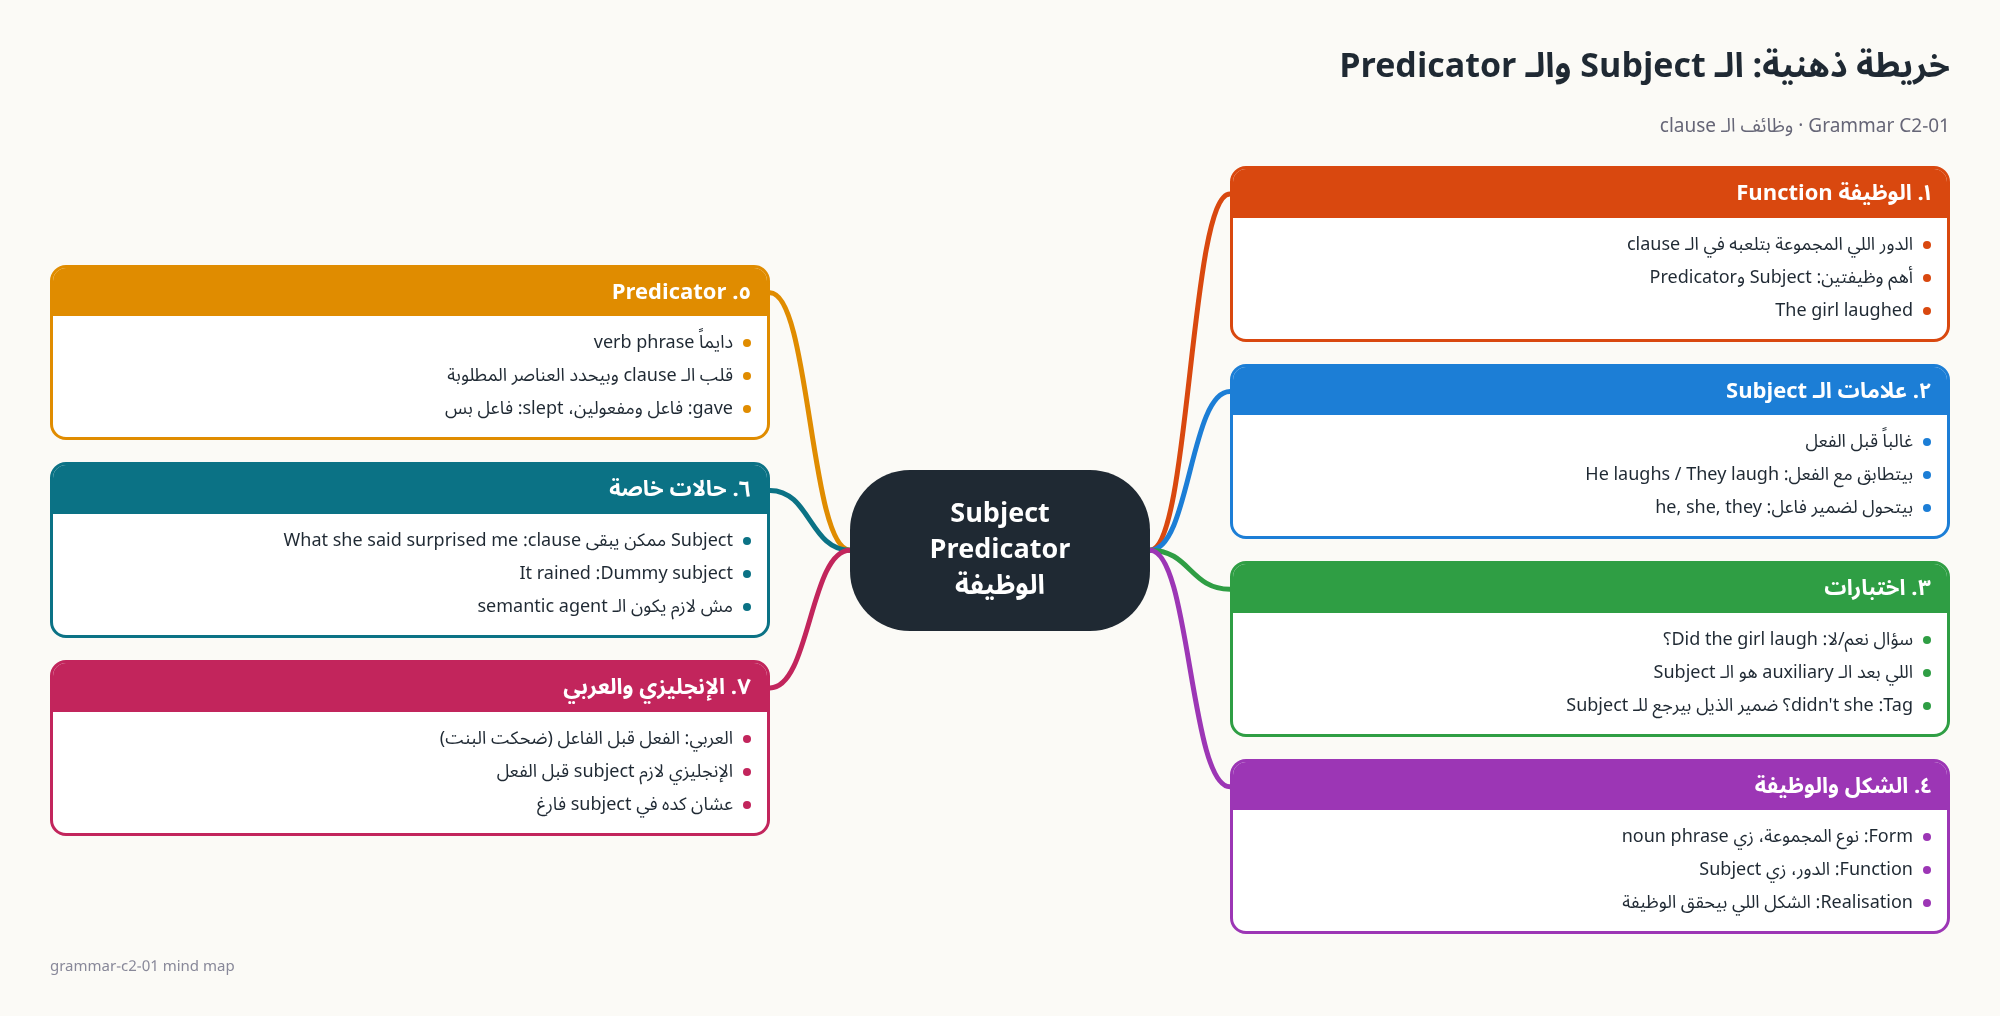 خريطة ذهنية: الـ Subject والـ Predicator
Grammar C2-01 · وظائف الـ clause
١. الوظيفة Function
الدور اللي المجموعة بتلعبه في الـ clause
أهم وظيفتين: Subject وPredicator
The girl laughed
٢. علامات الـ Subject
غالباً قبل الفعل
بيتطابق مع الفعل: He laughs / They laugh
بيتحول لضمير فاعل: he, she, they
٣. اختبارات
سؤال نعم/لا: Did the girl laugh؟
اللي بعد الـ auxiliary هو الـ Subject
Tag: didn't she؟ ضمير الذيل بيرجع للـ Subject
٤. الشكل والوظيفة
Form: نوع المجموعة، زي noun phrase
Function: الدور، زي Subject
Realisation: الشكل اللي بيحقق الوظيفة
Subject
Predicator
الوظيفة
٥. Predicator
دايماً verb phrase
قلب الـ clause وبيحدد العناصر المطلوبة
gave: فاعل ومفعولين، slept: فاعل بس
٦. حالات خاصة
Subject ممكن يبقى clause: What she said surprised me
Dummy subject: It rained
مش لازم يكون الـ semantic agent
٧. الإنجليزي والعربي
العربي: الفعل قبل الفاعل (ضحكت البنت)
الإنجليزي لازم subject قبل الفعل
عشان كده في subject فارغ
grammar-c2-01 mind map